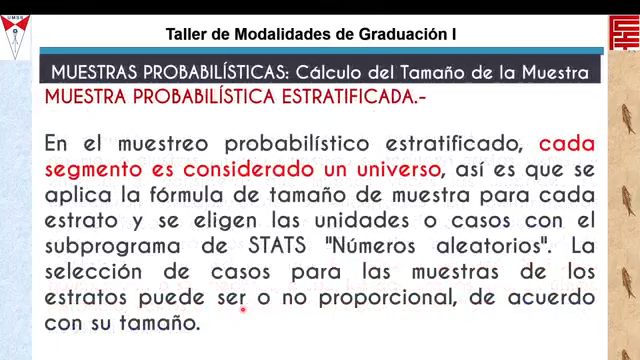 UMSS
Taller de Modalidades de Graduación I
MUESTRAS PROBABILÍSTICAS: Cálculo del Tamaño de la Muestra
MUESTRA PROBABILÍSTICA ESTRATIFICADA.-
En el muestreo probabilístico estratificado, cada
segmento es considerado un universo, así es que se
aplica la fórmula de tamaño de muestra para cada
estrato y se eligen las unidades o casos con el
subprograma de STATS "Números aleatorios". La
selección de casos para las muestras de los
estratos puede ser o no proporcional, de acuerdo
con su tamaño.